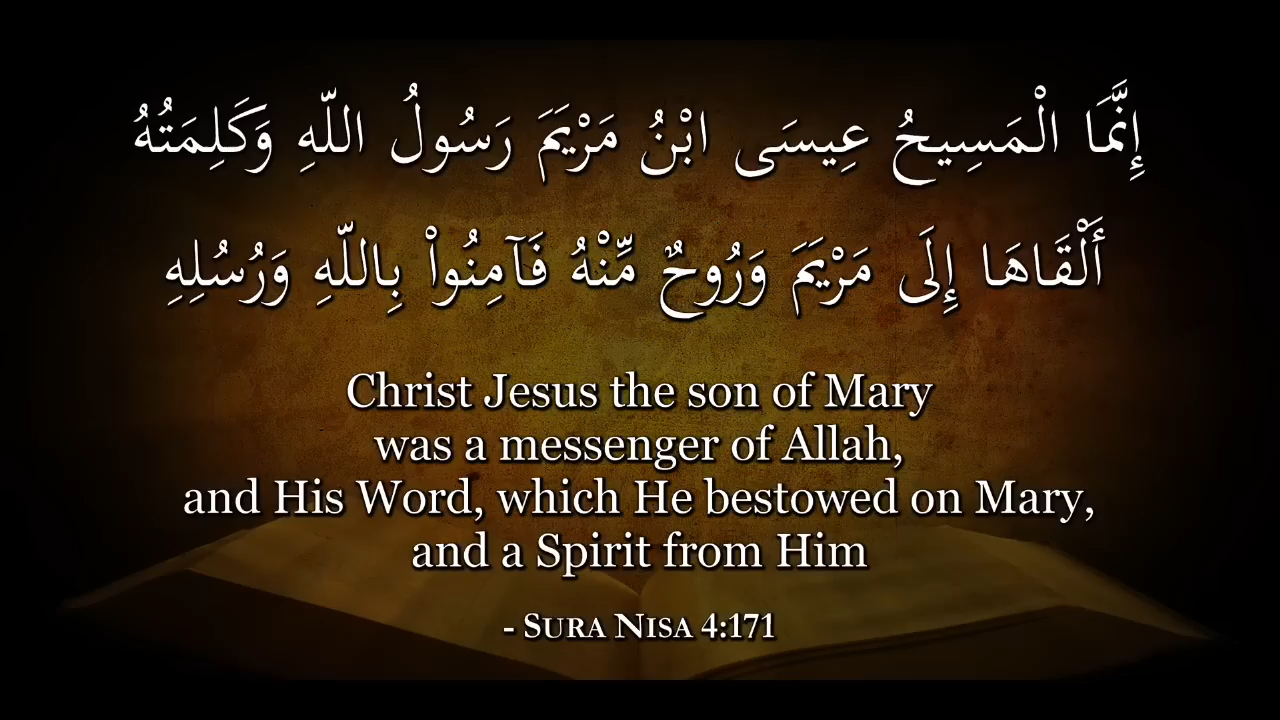 إِنَّمَا الْمَسِيحُ عِيسَى ابْنُ مَرْيَمَ رَسُولُ اللّهِ وَكَلِمَتُهُ
أَلْقَاهَا إِلَى مَرْيَمَ وَرُوحٌ مِّنْهُ فَآمِنُواْ بِاللّهِ وَرُسُلِهِ
Christ Jesus the son of Mary
was a messenger of Allah,
and His Word, which He bestowed on Mary,
and a Spirit from Him
- SURA NISA 4:171